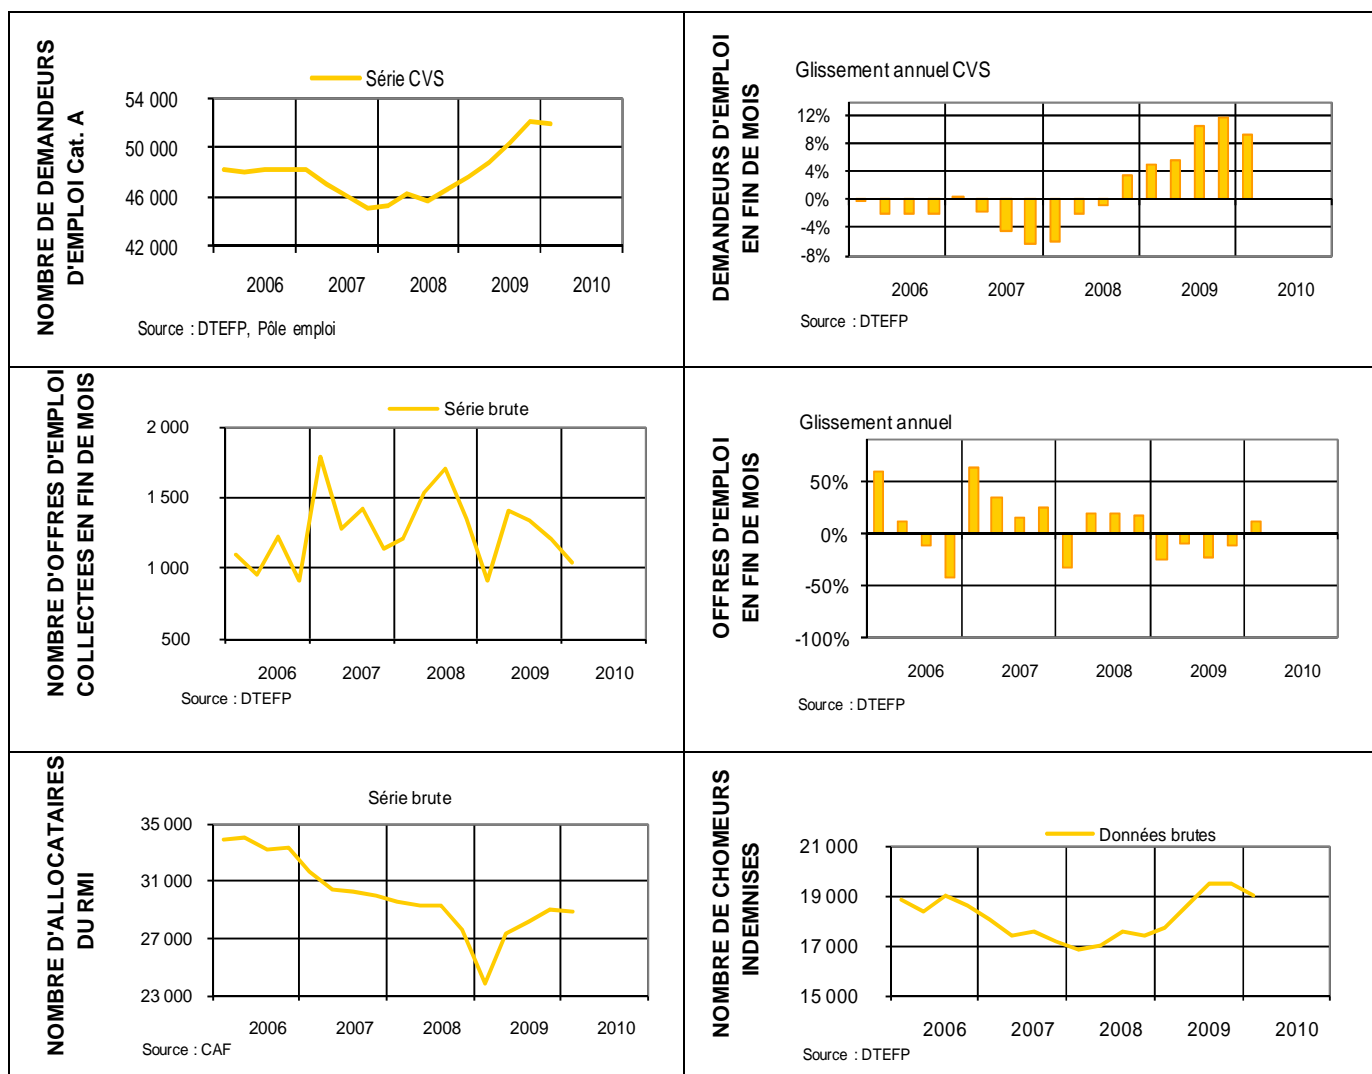 NOMBRE DE DEMANDEURS
D'EMPLOI Cat. A
Série CVS
54 000
50 000
46 000
42 000
2006 2007 2008 2009 2010
Source : DTEFP, Pôle emploi
DEMANDEURS D'EMPLOI
EN FIN DE MOIS
Glissement annuel CVS
12%
8%
4%
0%
-4%
-8%
2006 2007 2008 2009 2010
Source : DTEFP
NOMBRE D'OFFRES D'EMPLOI
COLLECTEES EN FIN DE MOIS
Série brute
2 000
1 500
1 000
500
2006 2007 2008 2009 2010
Source : DTEFP
OFFRES D'EMPLOI
EN FIN DE MOIS
Glissement annuel
50%
0%
-50%
-100%
2006 2007 2008 2009 2010
Source : DTEFP
NOMBRE D'ALLOCATAIRES
DU RMI
Série brute
35 000
31 000
27 000
23 000
2006 2007 2008 2009 2010
Source : CAF
NOMBRE DE CHOMEURS
INDEMNISES
Données brutes
21 000
19 000
17 000
15 000
2006 2007 2008 2009 2010
Source : DTEFP